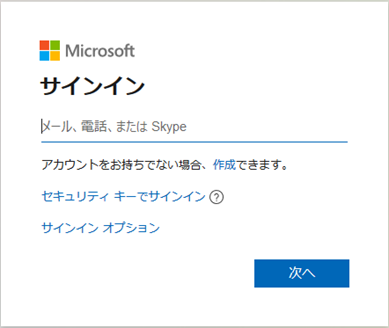 Microsoft
サインイン
メール、電話、または Skype
アカウントをお持ちでない場合、作成できます。
セキュリティ キーでサインイン ?
サインイン オプション
次へ